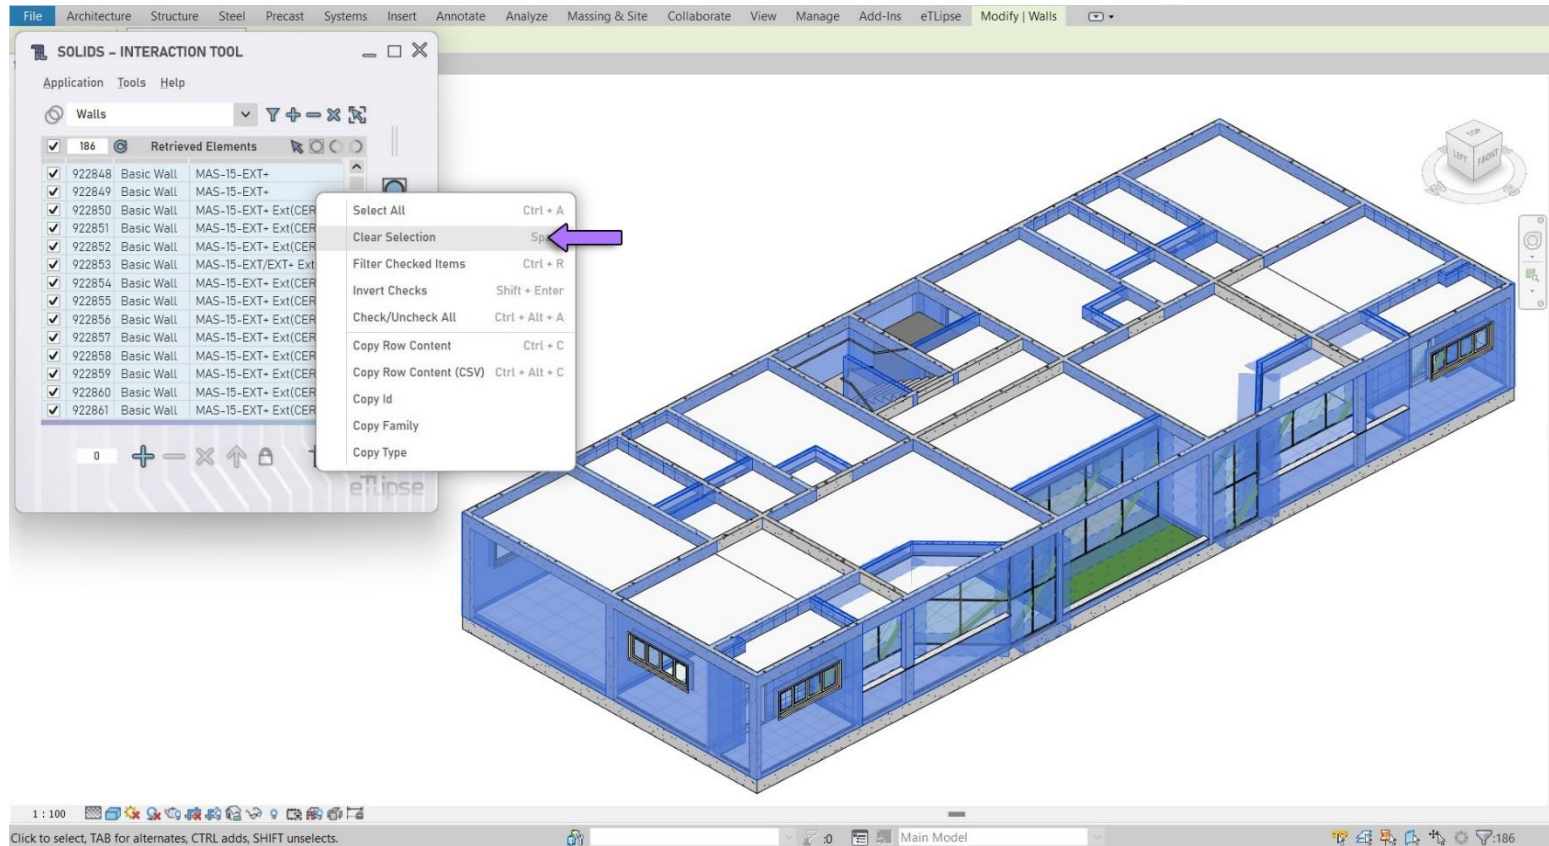 File Architecture Structure Steel Precast Systems Insert Annotate Analyze Massing & Site Collaborate View Manage Add-Ins eTLipse Modify | Walls
SOLIDS – INTERACTION TOOL
Application Tools Help
Walls
186 Retrieved Elements
922848 Basic Wall MAS-15-EXT+
922849 Basic Wall MAS-15-EXT+
922850 Basic Wall MAS-15-EXT+ Ext(CER
922851 Basic Wall MAS-15-EXT+ Ext(CER
922852 Basic Wall MAS-15-EXT+ Ext(CER
922853 Basic Wall MAS-15-EXT/EXT+ Ext
922854 Basic Wall MAS-15-EXT+ Ext(CER
922855 Basic Wall MAS-15-EXT+ Ext(CER
922856 Basic Wall MAS-15-EXT+ Ext(CER
922857 Basic Wall MAS-15-EXT+ Ext(CER
922858 Basic Wall MAS-15-EXT+ Ext(CER
922859 Basic Wall MAS-15-EXT+ Ext(CER
922860 Basic Wall MAS-15-EXT+ Ext(CER
922861 Basic Wall MAS-15-EXT+ Ext(CER
0
eTLipse
Select All Ctrl + A
Clear Selection
Filter Checked Items Ctrl + R
Invert Checks Shift + Enter
Check/Uncheck All Ctrl + Alt + A
Copy Row Content Ctrl + C
Copy Row Content (CSV) Ctrl + Alt + C
Copy Id
Copy Family
Copy Type
TOP
LEFT FRONT
1 : 100
Click to select, TAB for alternates, CTRL adds, SHIFT unselects.
:0 Main Model :186